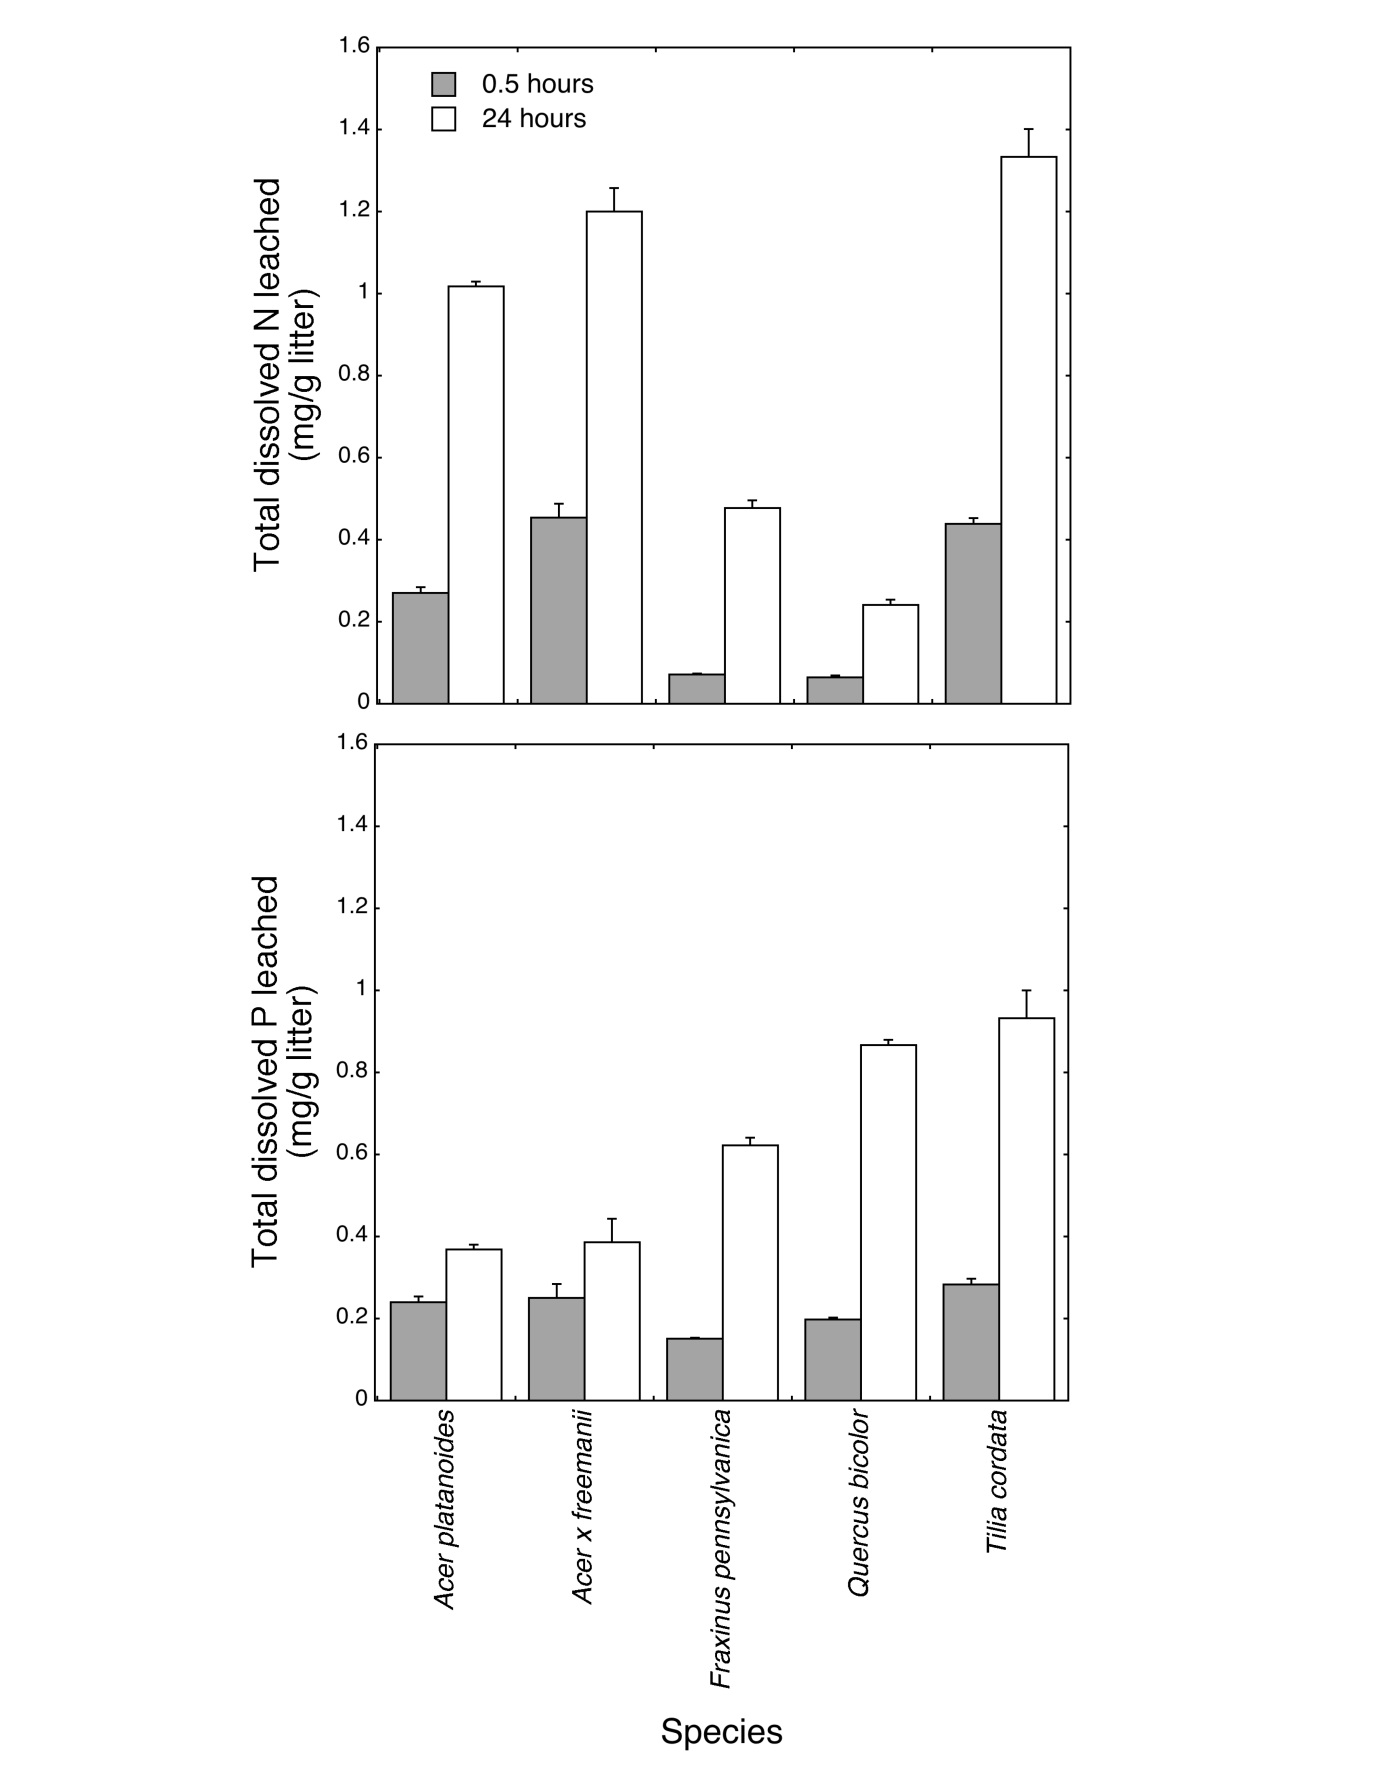 1.6
1.4
1.2
1
0.8
0.6
0.4
0.2
0
0.5 hours
24 hours
Total dissolved N leached
(mg/g litter)
1.6
1.4
1.2
1
0.8
0.6
0.4
0.2
0
Total dissolved P leached
(mg/g litter)
Acer platanoides
Acer x freemanii
Fraxinus pennsylvanica
Quercus bicolor
Tilia cordata
Species